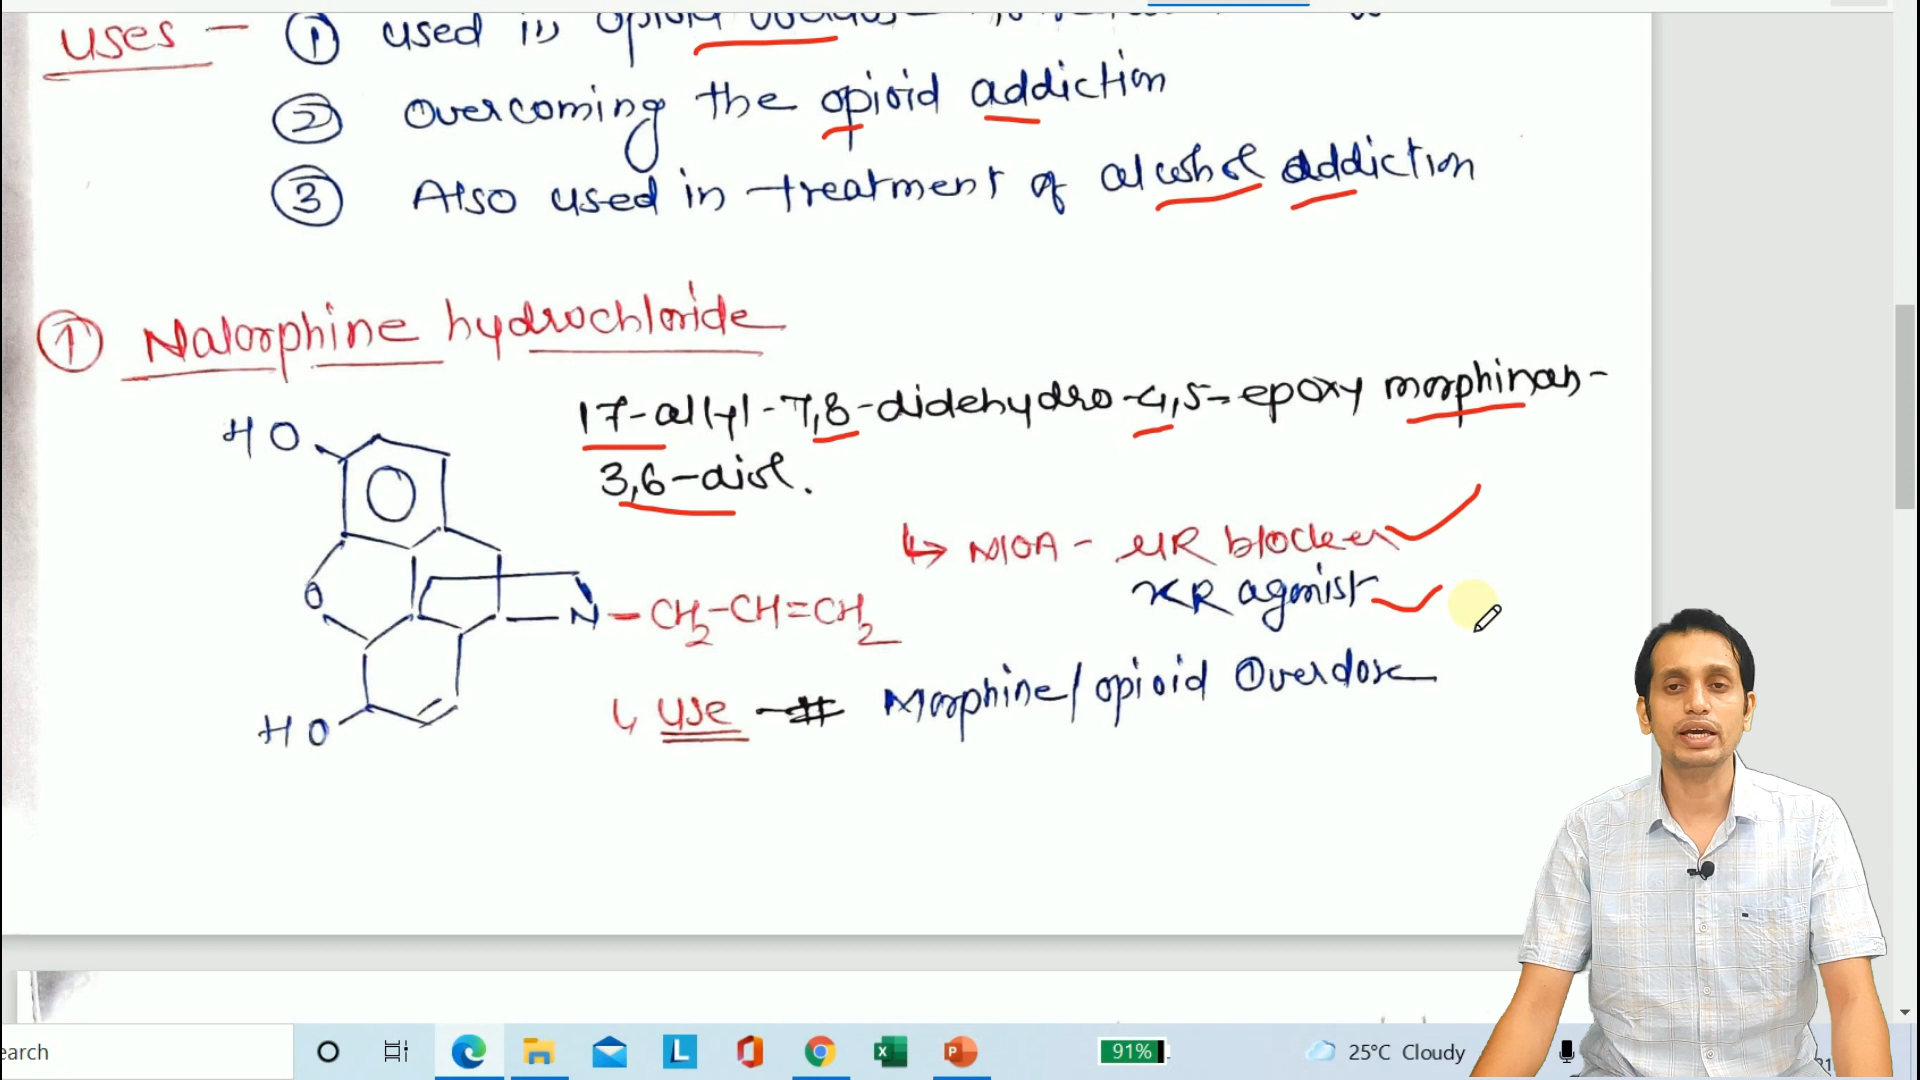 uses - ① used in opioid
② overcoming the opioid addiction
③ Also used in treatment of alcohol addiction
① Nalorphine hydrochloride
17-allyl-7,8-didehydro-4,5-epoxy morphinan-
3,6-diol.
HO
↳ MOA - μR blocker
κR agonist
O
N-CH2-CH=CH2
↳ use - Morphine/opioid Overdose
HO
earch
91%
25°C Cloudy